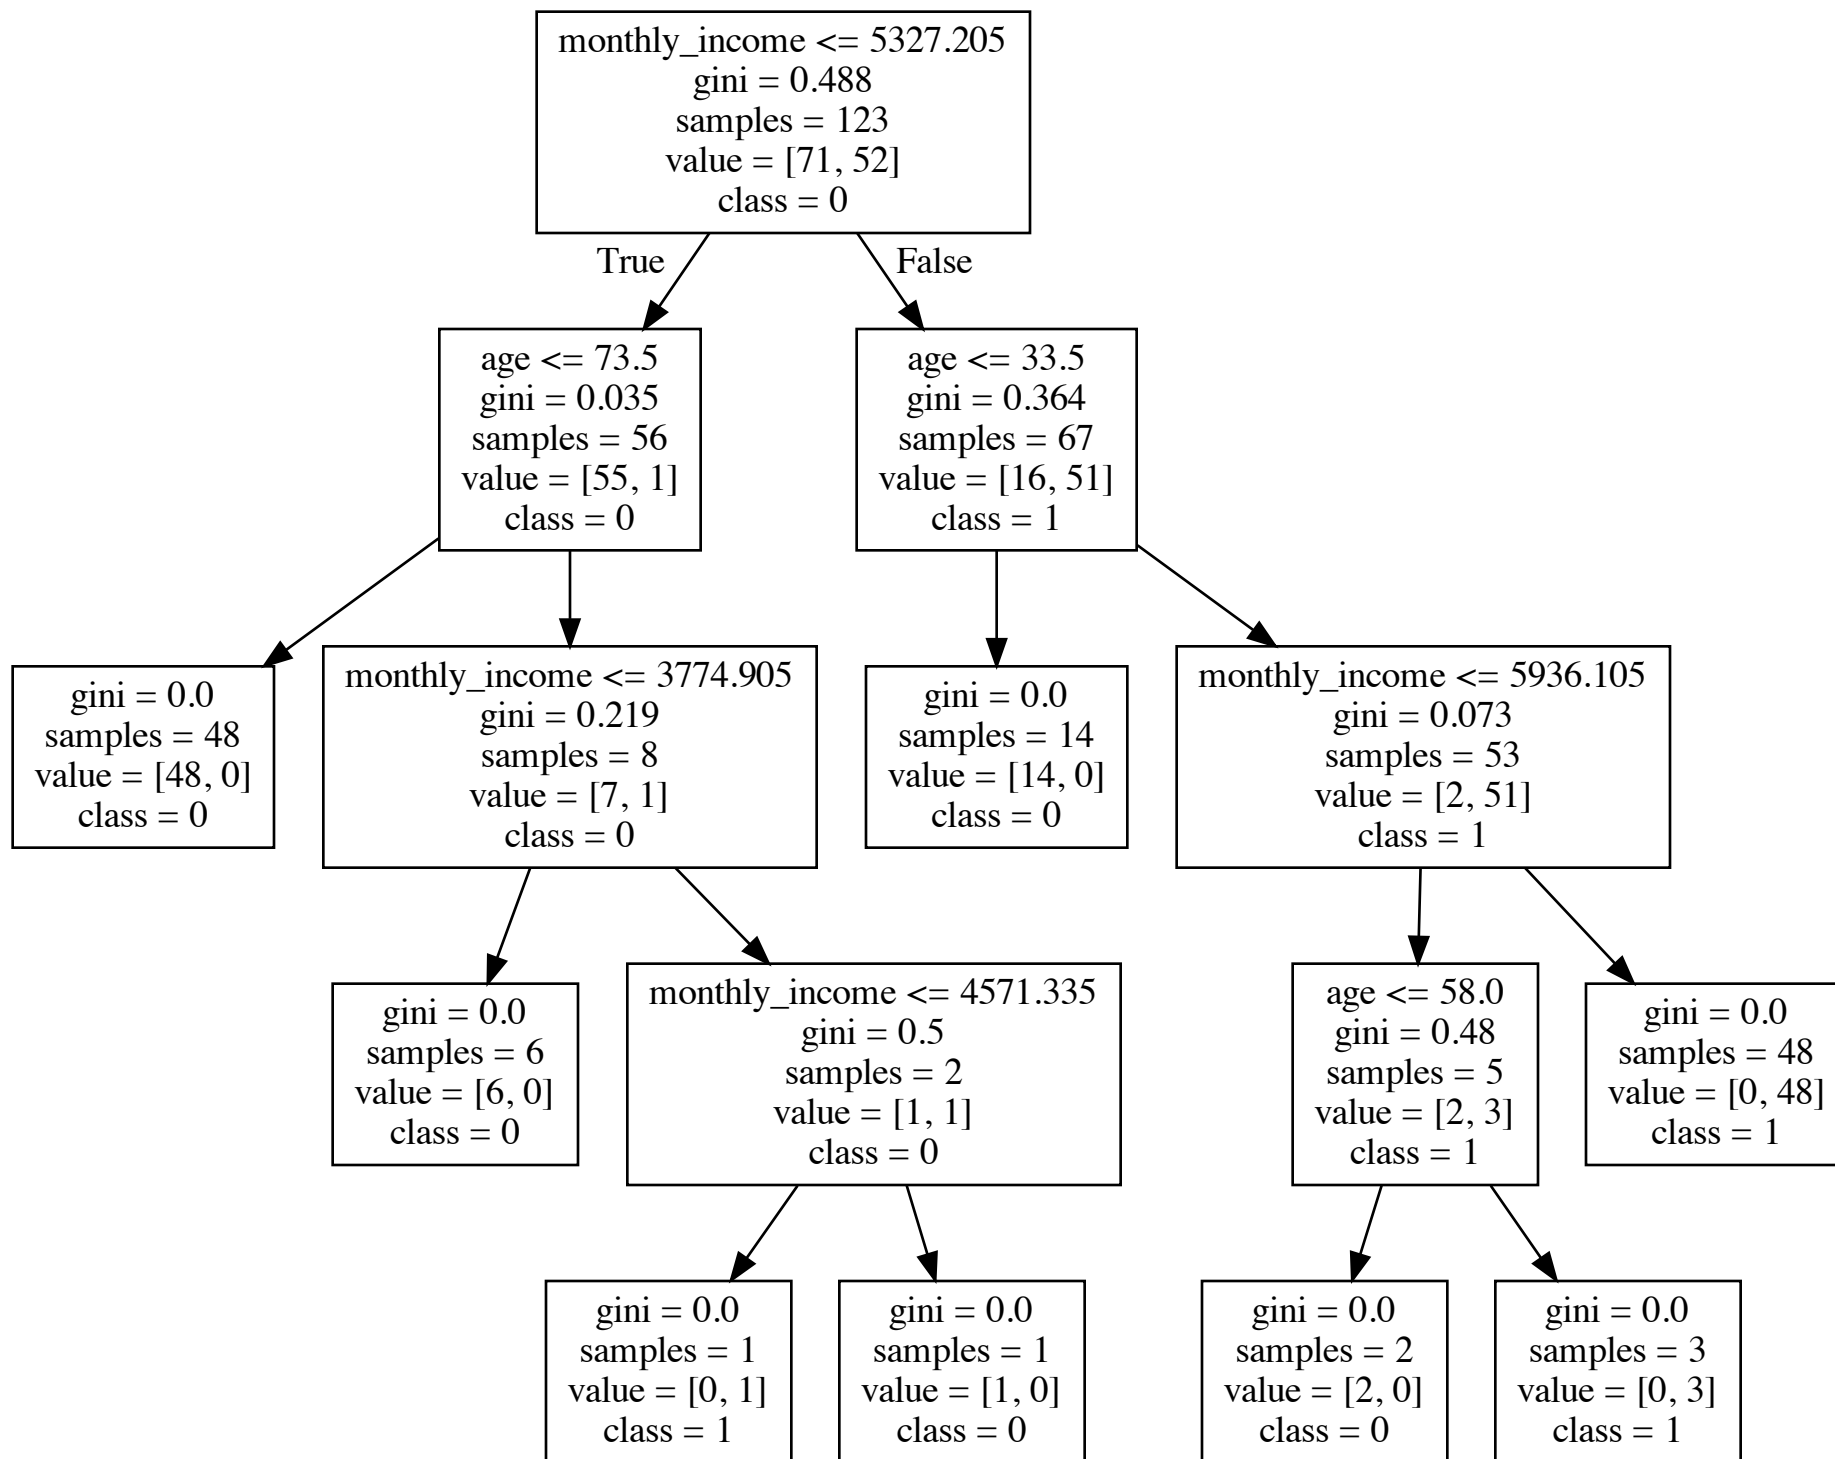 monthly_income <= 5327.205
gini = 0.488
samples = 123
value = [71, 52]
class = 0
True
False
age <= 73.5
gini = 0.035
samples = 56
value = [55, 1]
class = 0
age <= 33.5
gini = 0.364
samples = 67
value = [16, 51]
class = 1
gini = 0.0
samples = 48
value = [48, 0]
class = 0
monthly_income <= 3774.905
gini = 0.219
samples = 8
value = [7, 1]
class = 0
gini = 0.0
samples = 14
value = [14, 0]
class = 0
monthly_income <= 5936.105
gini = 0.073
samples = 53
value = [2, 51]
class = 1
gini = 0.0
samples = 6
value = [6, 0]
class = 0
monthly_income <= 4571.335
gini = 0.5
samples = 2
value = [1, 1]
class = 0
age <= 58.0
gini = 0.48
samples = 5
value = [2, 3]
class = 1
gini = 0.0
samples = 48
value = [0, 48]
class = 1
gini = 0.0
samples = 1
value = [0, 1]
class = 1
gini = 0.0
samples = 1
value = [1, 0]
class = 0
gini = 0.0
samples = 2
value = [2, 0]
class = 0
gini = 0.0
samples = 3
value = [0, 3]
class = 1